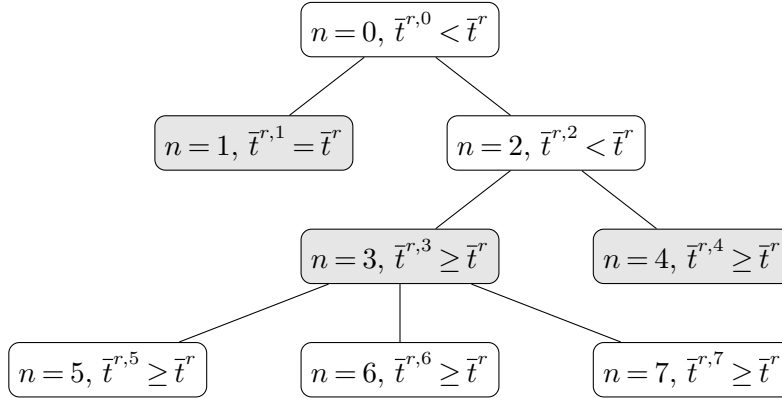 n = 0, t̄^{r,0} < t̄^r
n = 1, t̄^{r,1} = t̄^r
n = 2, t̄^{r,2} < t̄^r
n = 3, t̄^{r,3} ≥ t̄^r
n = 4, t̄^{r,4} ≥ t̄^r
n = 5, t̄^{r,5} ≥ t̄^r
n = 6, t̄^{r,6} ≥ t̄^r
n = 7, t̄^{r,7} ≥ t̄^r